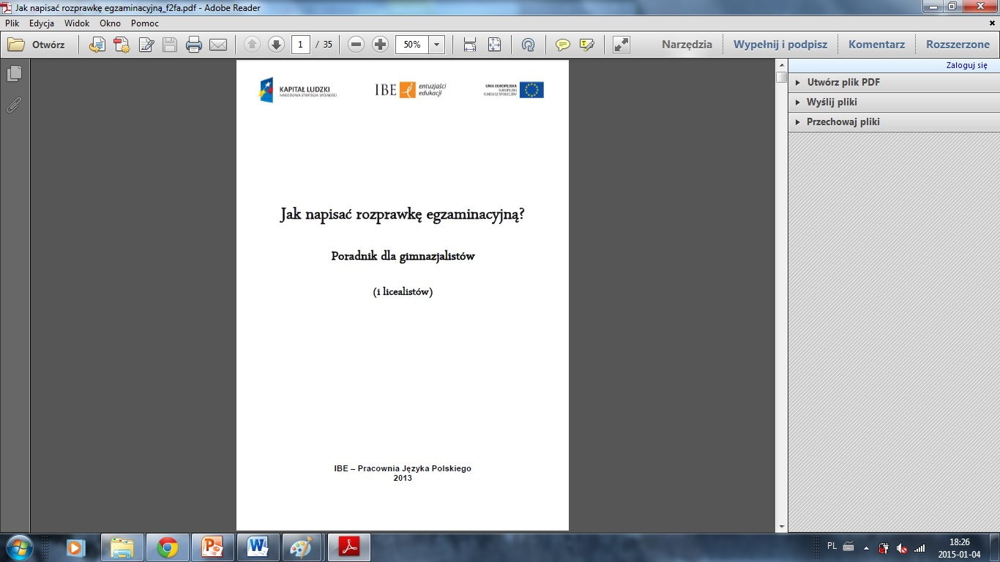 Jak napisać rozprawkę egzaminacyjną_f2fa.pdf - Adobe Reader
Plik Edycja Widok Okno Pomoc
Otwórz 1 / 35 50% Narzędzia Wypełnij i podpisz Komentarz Rozszerzone
Zaloguj się
Utwórz plik PDF
Wyślij pliki
Przechowaj pliki
KAPITAŁ LUDZKI
NARODOWA STRATEGIA SPÓJNOŚCI
IBE entuzjaści
edukacji
UNIA EUROPEJSKA
EUROPEJSKI
FUNDUSZ SPOŁECZNY
Jak napisać rozprawkę egzaminacyjną?
Poradnik dla gimnazjalistów
(i licealistów)
IBE – Pracownia Języka Polskiego
2013
PL 18:26
2015-01-04